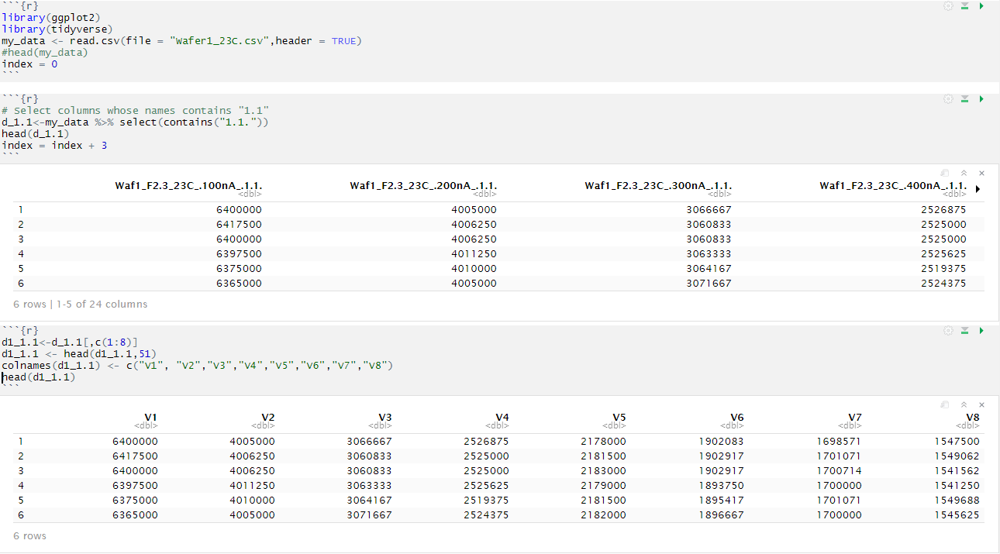 ```{r}
library(ggplot2)
library(tidyverse)
my_data <- read.csv(file = "Wafer1_23C.csv",header = TRUE)
#head(my_data)
index = 0
```
```{r}
# Select columns whose names contains "1.1"
d_1.1<-my_data %>% select(contains("1.1."))
head(d_1.1)
index = index + 3
```
Waf1_F2.3_23C_.100nA_.1.1. Waf1_F2.3_23C_.200nA_.1.1. Waf1_F2.3_23C_.300nA_.1.1. Waf1_F2.3_23C_.400nA_.1.1.
<dbl> <dbl> <dbl> <dbl>
1 6400000 4005000 3066667 2526875
2 6417500 4006250 3060833 2525000
3 6400000 4006250 3060833 2525000
4 6397500 4011250 3063333 2525625
5 6375000 4010000 3064167 2519375
6 6365000 4005000 3071667 2524375
6 rows | 1-5 of 24 columns
```{r}
d1_1.1<-d_1.1[,c(1:8)]
d1_1.1 <- head(d1_1.1,51)
colnames(d1_1.1) <- c("V1", "V2","V3","V4","V5","V6","V7","V8")
head(d1_1.1)
```
V1 V2 V3 V4 V5 V6 V7 V8
<dbl> <dbl> <dbl> <dbl> <dbl> <dbl> <dbl> <dbl>
1 6400000 4005000 3066667 2526875 2178000 1902083 1698571 1547500
2 6417500 4006250 3060833 2525000 2181500 1902917 1701071 1549062
3 6400000 4006250 3060833 2525000 2183000 1902917 1700714 1541562
4 6397500 4011250 3063333 2525625 2179000 1893750 1700000 1541250
5 6375000 4010000 3064167 2519375 2181500 1895417 1701071 1549688
6 6365000 4005000 3071667 2524375 2182000 1896667 1700000 1545625
6 rows